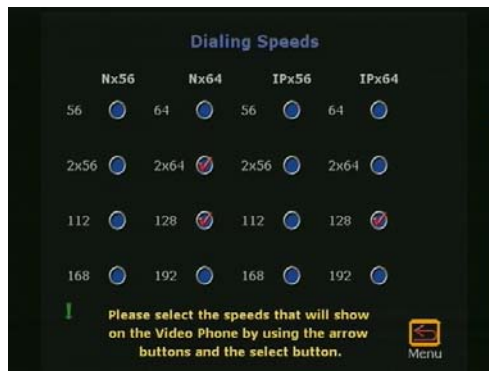 Dialing Speeds
Nx56 Nx64 IPx56 IPx64
56 64 56 64
2x56 2x64 2x56 2x64
112 128 112 128
168 192 168 192
! Please select the speeds that will show
on the Video Phone by using the arrow
buttons and the select button.
Menu